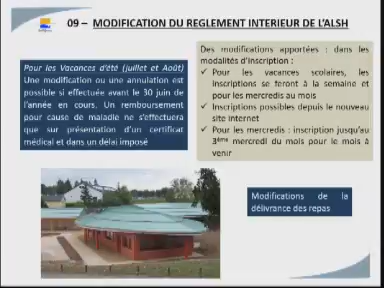 09 – MODIFICATION DU REGLEMENT INTERIEUR DE L'ALSH
Pour les Vacances d'été (juillet et Août)
Une modification ou une annulation est
possible si effectuée avant le 30 juin de
l'année en cours. Un remboursement
pour cause de maladie ne s'effectuera
que sur présentation d'un certificat
médical et dans un délai imposé
Des modifications apportées : dans les
modalités d'inscription :
✓ Pour les vacances scolaires, les
inscriptions se feront à la semaine et
pour les mercredis au mois
✓ Inscriptions possibles depuis le nouveau
site internet
✓ Pour les mercredis : inscription jusqu'au
3ème mercredi du mois pour le mois à
venir
Modifications de la
délivrance des repas